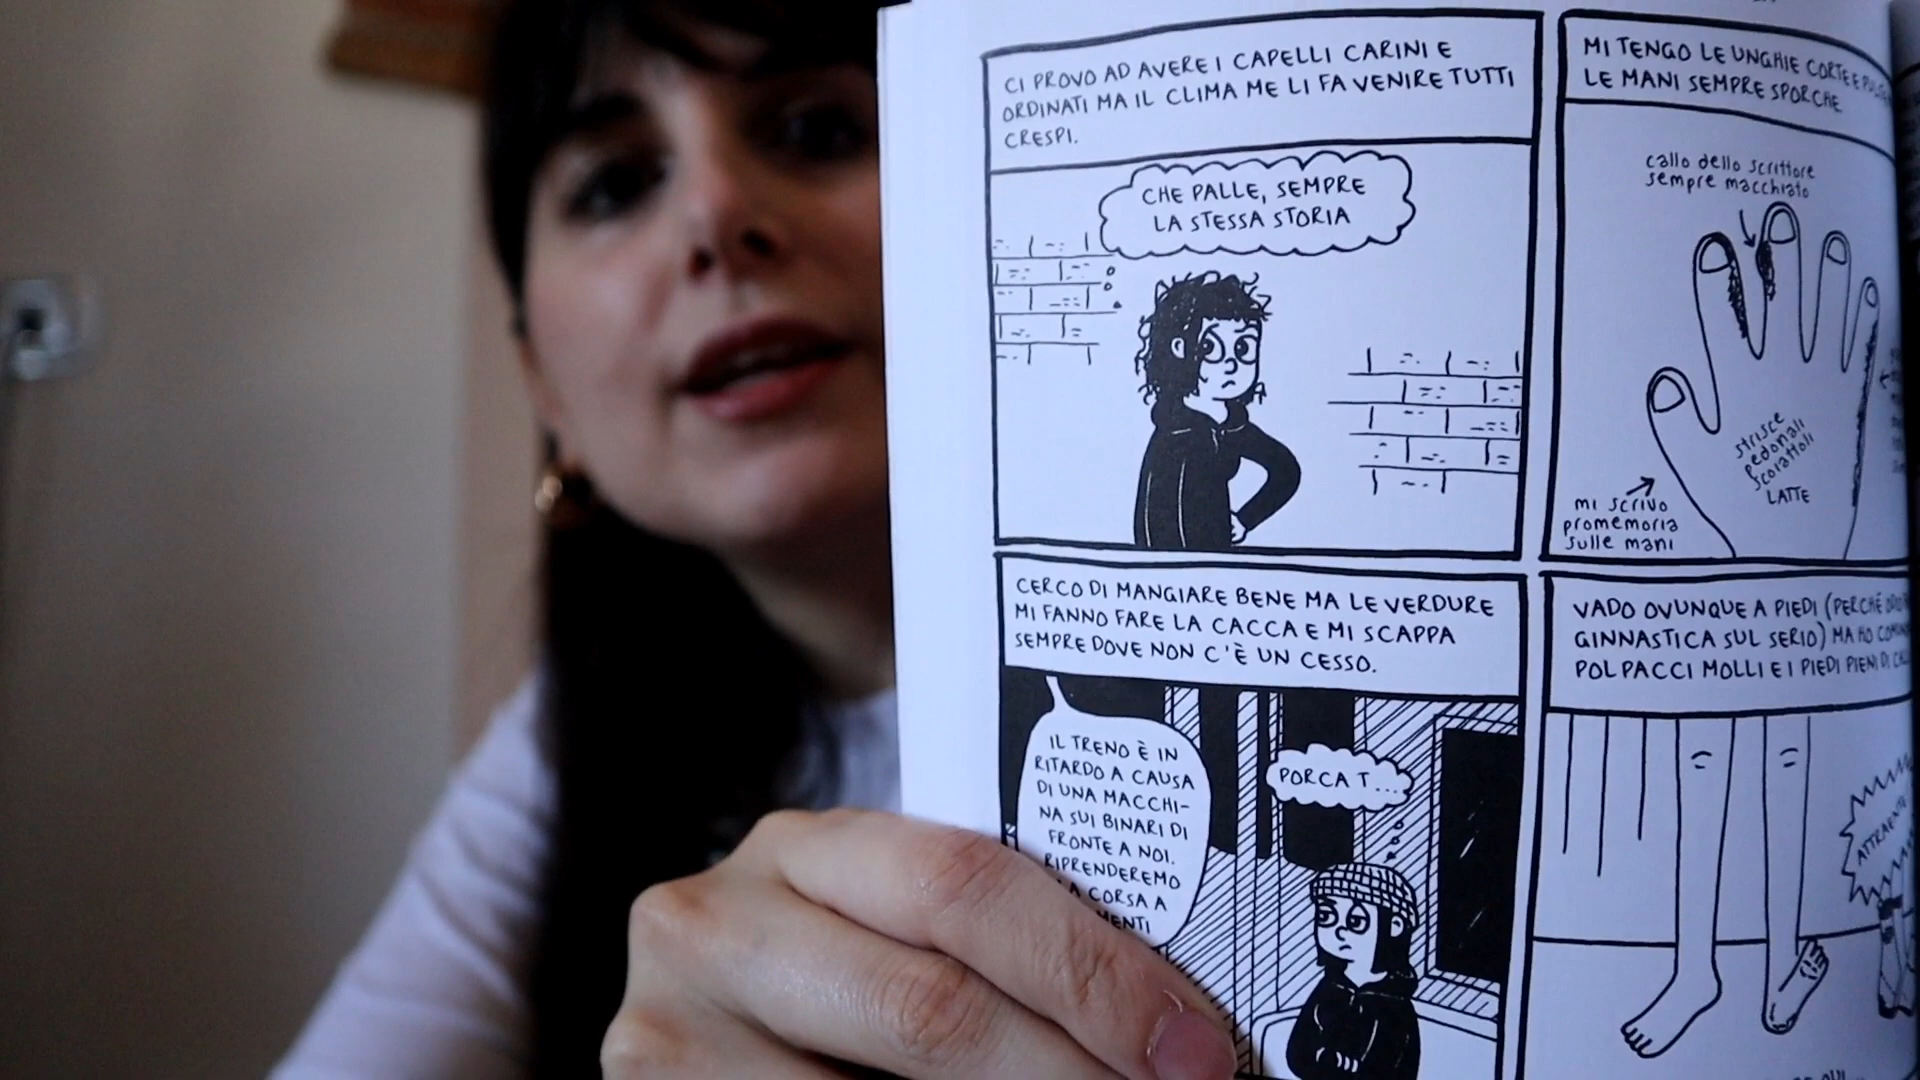 CI PROVO AD AVERE I CAPELLI CARINI E
ORDINATI MA IL CLIMA ME LI FA VENIRE TUTTI
CRESPI.
CHE PALLE, SEMPRE
LA STESSA STORIA
MI TENGO LE UNGHIE CORTE E
LE MANI SEMPRE SPORCHE
callo dello scrittore
sempre macchiato
strisce
pedonali
scoiattoli
LATTE
mi scrivo
promemoria
sulle mani
CERCO DI MANGIARE BENE MA LE VERDURE
MI FANNO FARE LA CACCA E MI SCAPPA
SEMPRE DOVE NON C'È UN CESSO.
IL TRENO È IN
RITARDO A CAUSA
DI UNA MACCHI-
NA SUI BINARI DI
FRONTE A NOI.
RIPRENDEREMO
LA CORSA A
PORCA T...
VADO OVUNQUE A PIEDI (PERCHÉ
GINNASTICA SUL SERIO) MA HO
POLPACCI MOLLI E I PIEDI PIENI DI